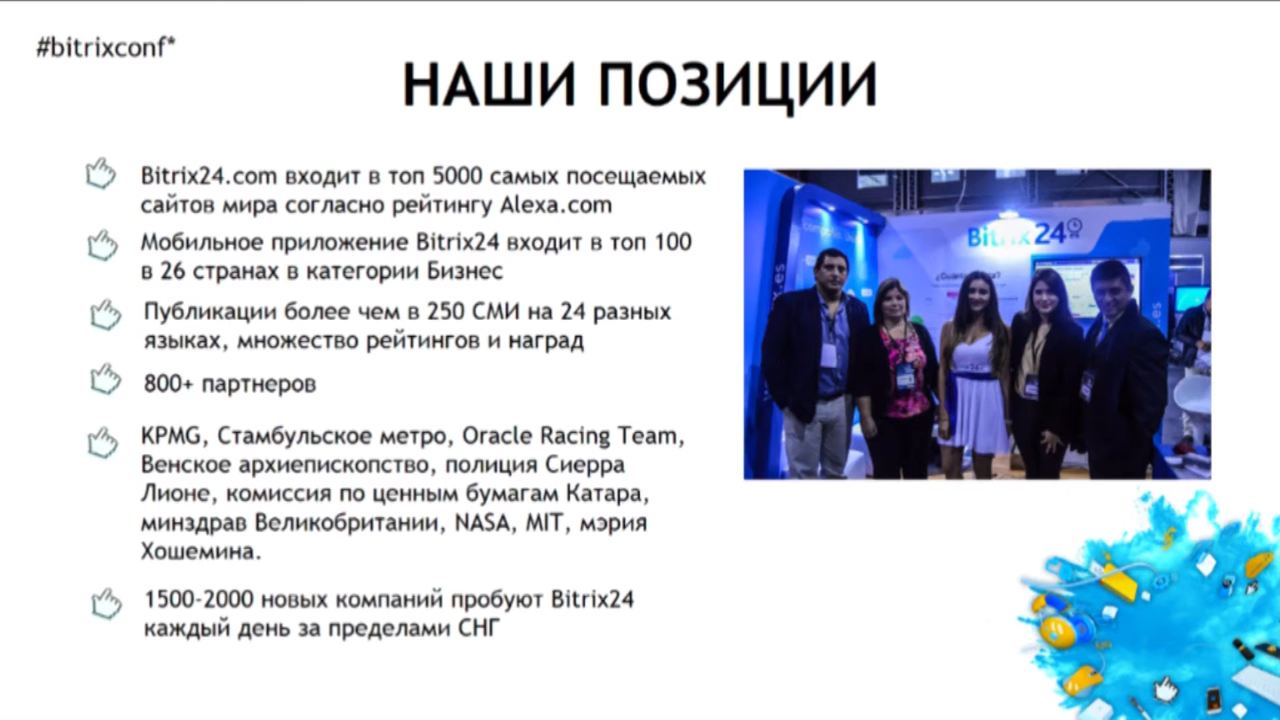 #bitrixconf*
НАШИ ПОЗИЦИИ
Bitrix24.com входит в топ 5000 самых посещаемых
сайтов мира согласно рейтингу Alexa.com
Мобильное приложение Bitrix24 входит в топ 100
в 26 странах в категории Бизнес
Публикации более чем в 250 СМИ на 24 разных
языках, множество рейтингов и наград
800+ партнеров
KPMG, Стамбульское метро, Oracle Racing Team,
Венское архиепископство, полиция Сиерра
Лионе, комиссия по ценным бумагам Катара,
минздрав Великобритании, NASA, MIT, мэрия
Хошемина.
1500-2000 новых компаний пробуют Bitrix24
каждый день за пределами СНГ
Bitrix24